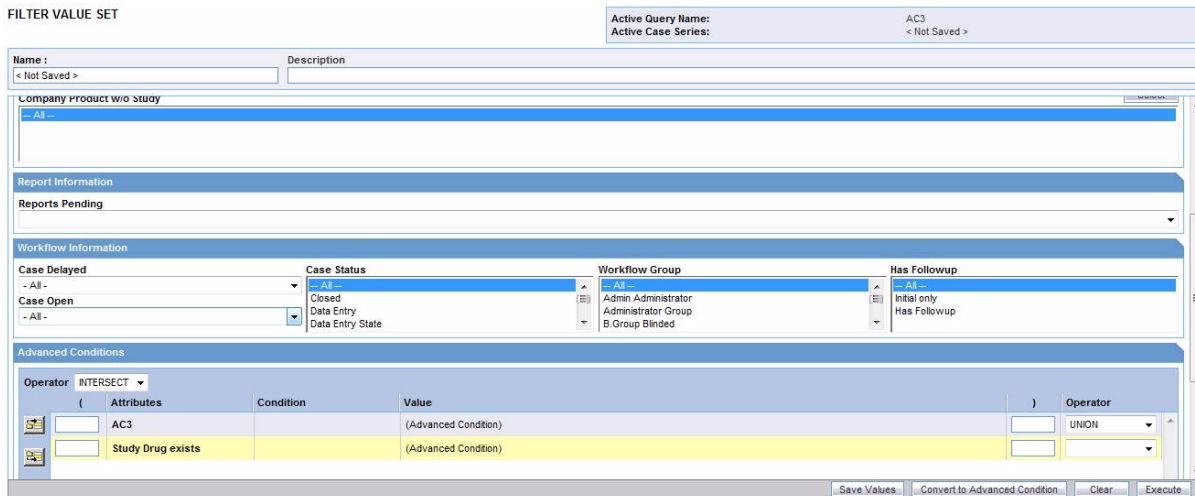 FILTER VALUE SET
Active Query Name: AC3
Active Case Series: < Not Saved >
Name : Description
< Not Saved >
Company Product w/o Study
-- All --
Report Information
Reports Pending
Workflow Information
Case Delayed Case Status Workflow Group Has Followup
- All - -- All -- -- All -- -- All --
Case Open Closed Admin Administrator Initial only
- All - Data Entry Administrator Group Has Followup
Data Entry State B.Group Blinded
Advanced Conditions
Operator INTERSECT
( Attributes Condition Value ) Operator
AC3 (Advanced Condition) UNION
Study Drug exists (Advanced Condition)
Save Values Convert to Advanced Condition Clear Execute